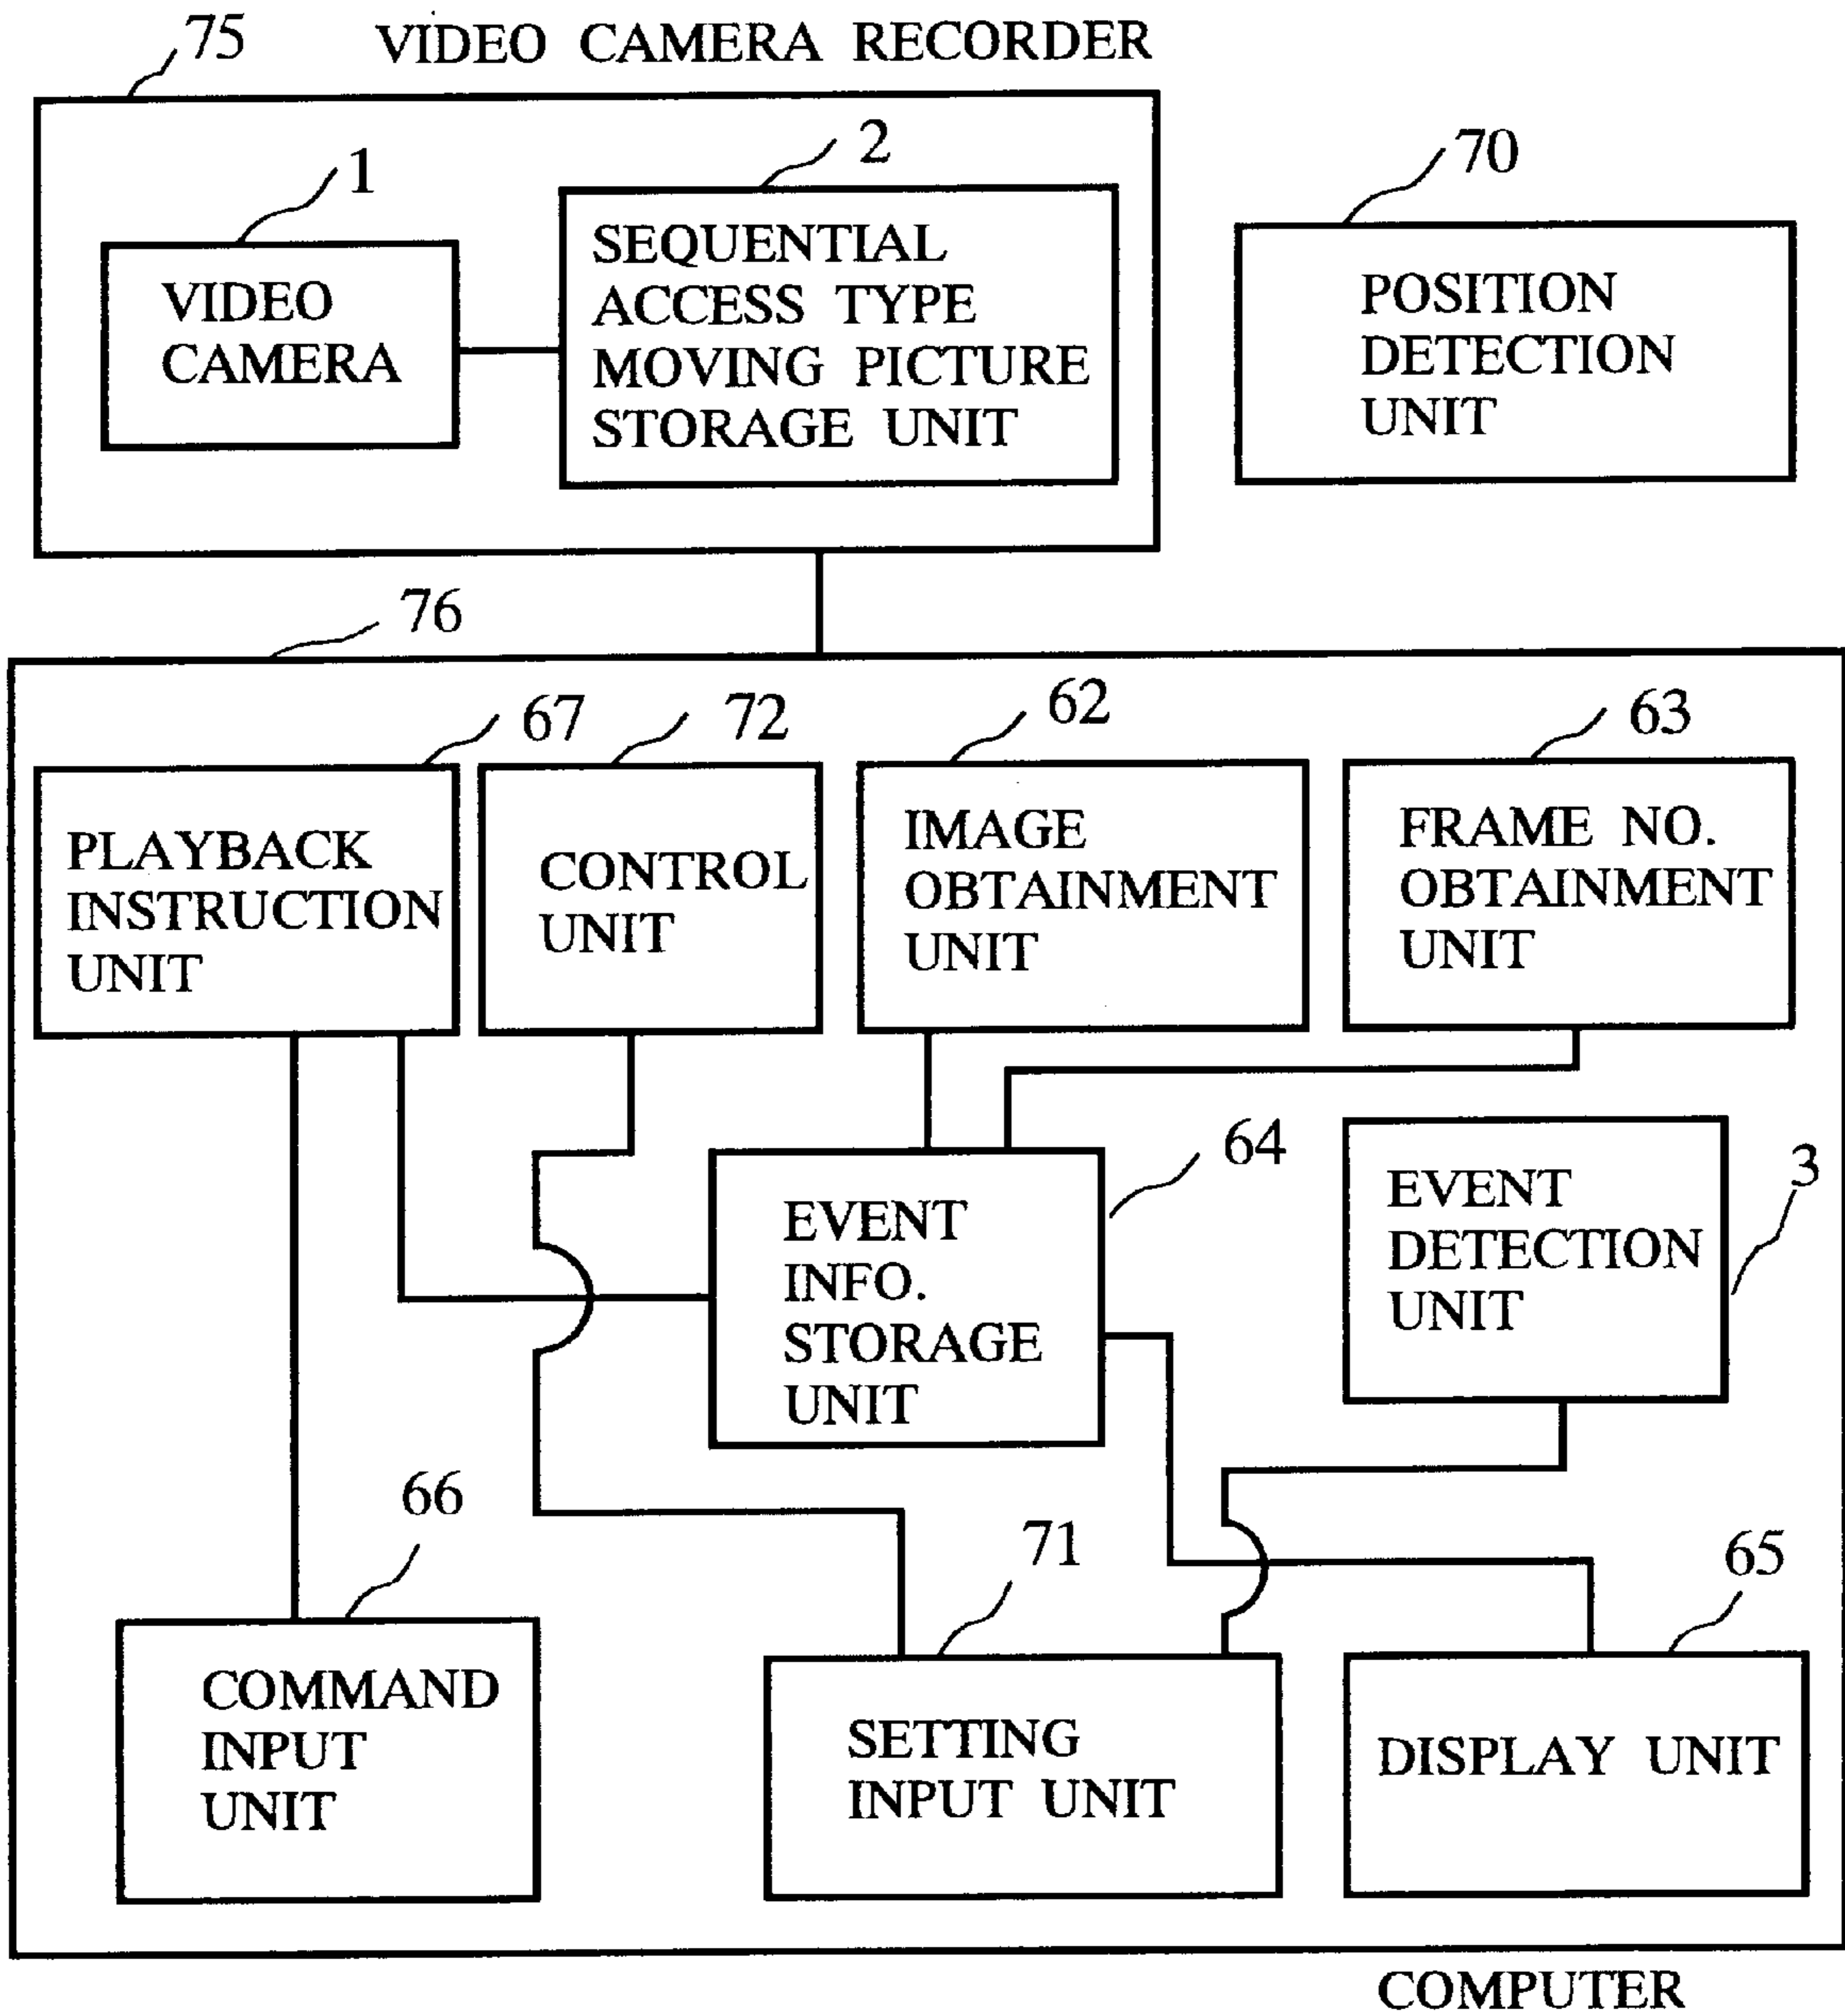 75
VIDEO CAMERA RECORDER
1
VIDEO
CAMERA
2
SEQUENTIAL
ACCESS TYPE
MOVING PICTURE
STORAGE UNIT
70
POSITION
DETECTION
UNIT
76
67
PLAYBACK
INSTRUCTION
UNIT
72
CONTROL
UNIT
62
IMAGE
OBTAINMENT
UNIT
63
FRAME NO.
OBTAINMENT
UNIT
64
EVENT
INFO.
STORAGE
UNIT
3
EVENT
DETECTION
UNIT
66
COMMAND
INPUT
UNIT
71
SETTING
INPUT UNIT
65
DISPLAY UNIT
COMPUTER